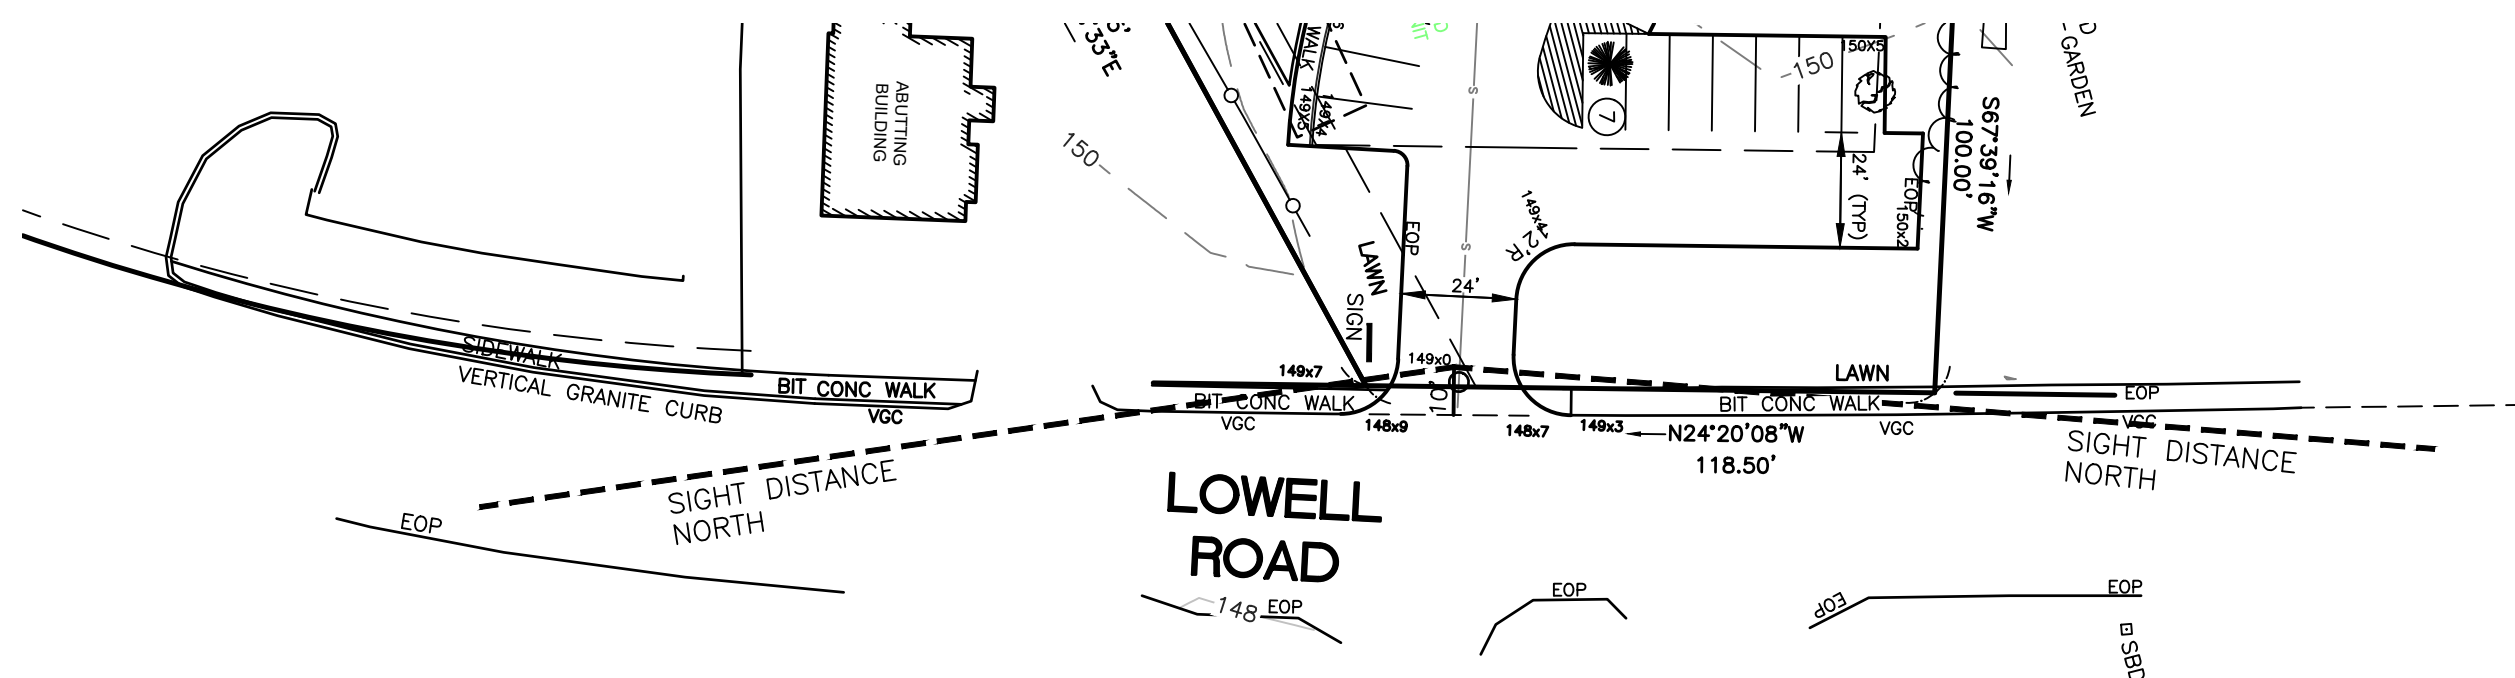 33"E
WALK
S
150X5
-150
GARDEN
ABUTTING
BUILDING
149X5
149X4
7
S
150
24' (TYP)
EOP
150x2
S67°39'16"W
100.00'
149x4
2'R
EOP
S
LAWN
SIGN
24'
SIDEWALK
VERTICAL GRANITE CURB
BIT CONC WALK
VGC
149x7
149x0
10'
LAWN
BIT CONC WALK
VGC
148x9
148x7
149x3
BIT CONC WALK
VGC
EOP
VGC
N24°20'08"W
118.50'
SIGHT DISTANCE
NORTH
SIGHT DISTANCE
NORTH
LOWELL
ROAD
EOP
148
EOP
EOP
EOP
EOP
SBD